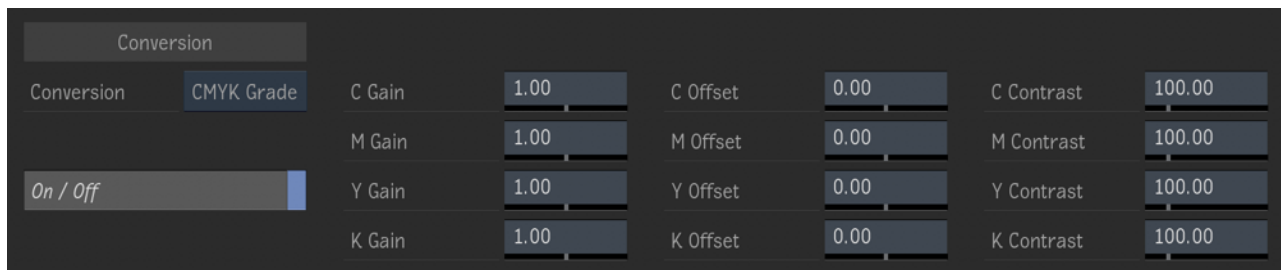 Conversion
Conversion CMYK Grade C Gain 1.00 C Offset 0.00 C Contrast 100.00
M Gain 1.00 M Offset 0.00 M Contrast 100.00
On / Off Y Gain 1.00 Y Offset 0.00 Y Contrast 100.00
K Gain 1.00 K Offset 0.00 K Contrast 100.00